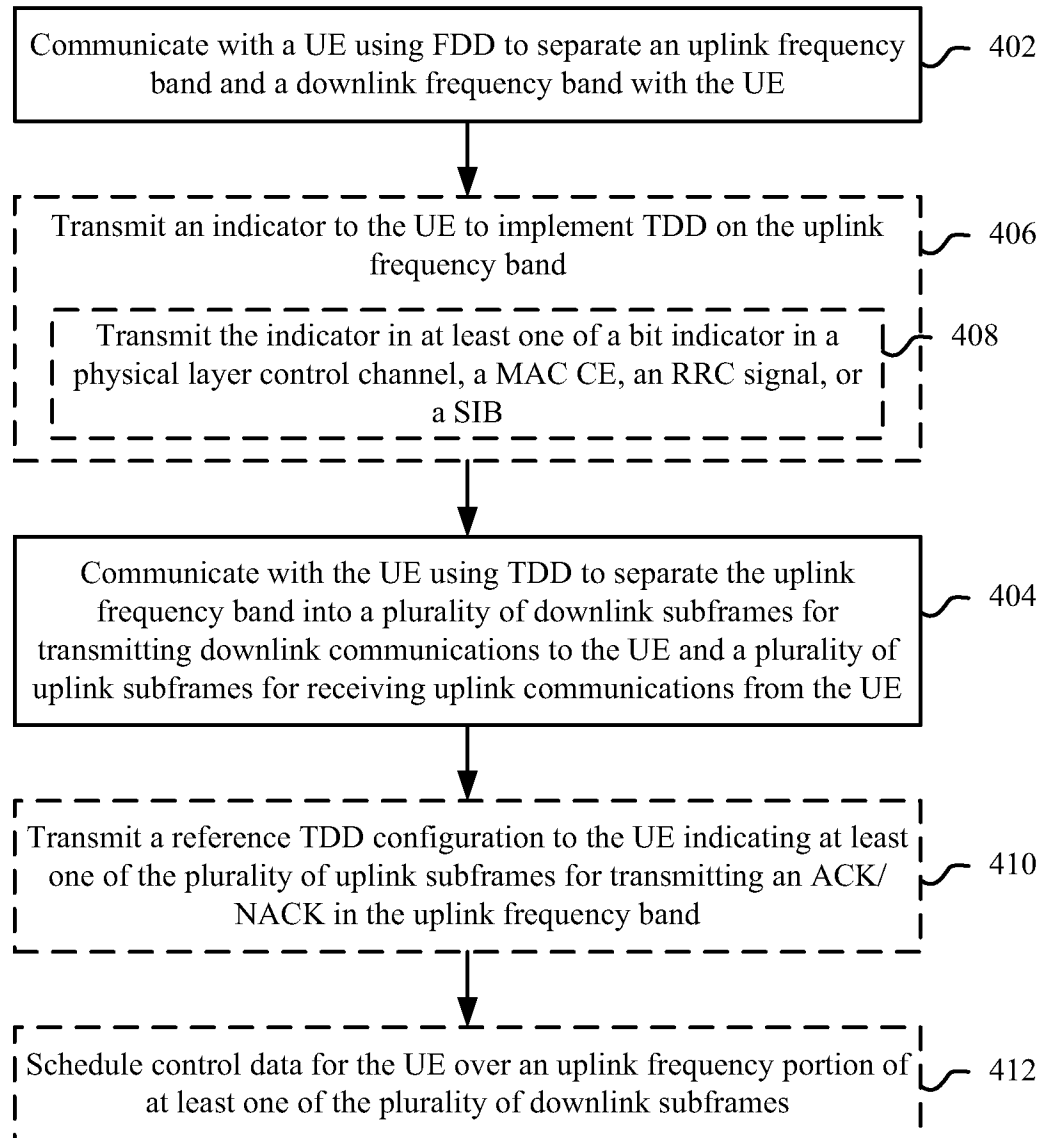 Communicate with a UE using FDD to separate an uplink frequency
band and a downlink frequency band with the UE
402
Transmit an indicator to the UE to implement TDD on the uplink
frequency band
406
Transmit the indicator in at least one of a bit indicator in a
physical layer control channel, a MAC CE, an RRC signal, or
a SIB
408
Communicate with the UE using TDD to separate the uplink
frequency band into a plurality of downlink subframes for
transmitting downlink communications to the UE and a plurality of
uplink subframes for receiving uplink communications from the UE
404
Transmit a reference TDD configuration to the UE indicating at least
one of the plurality of uplink subframes for transmitting an ACK/
NACK in the uplink frequency band
410
Schedule control data for the UE over an uplink frequency portion of
at least one of the plurality of downlink subframes
412